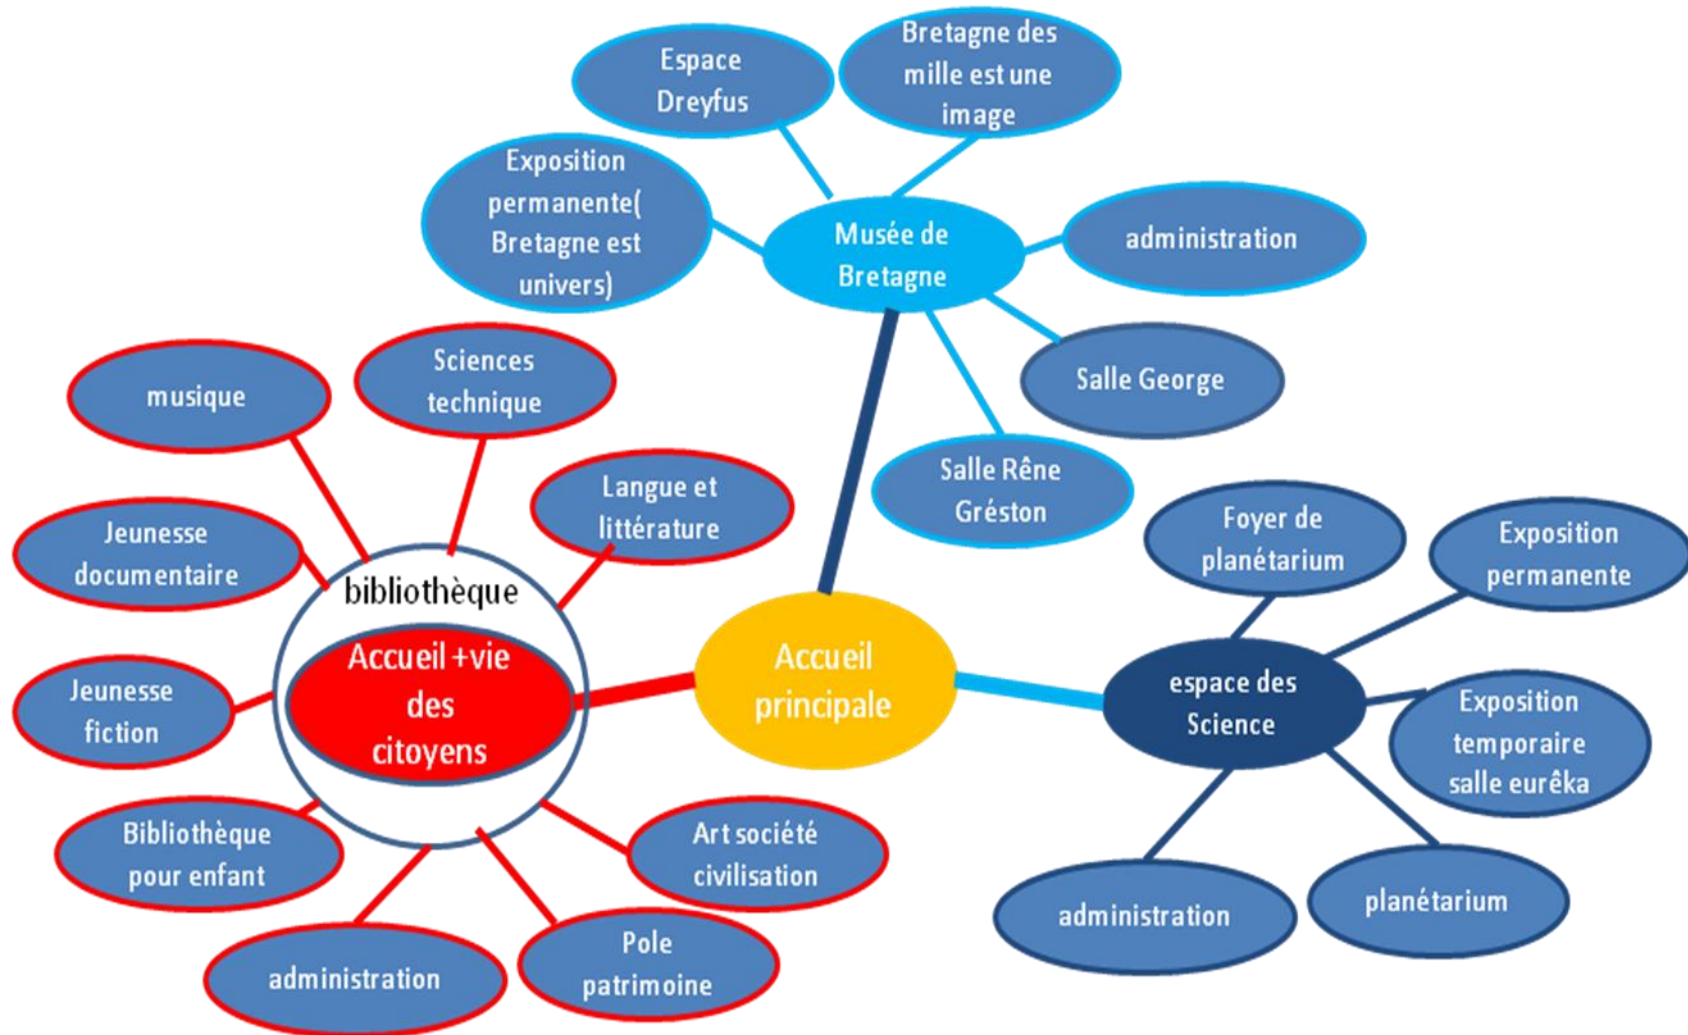 Espace
Dreyfus
Bretagne des
mille est une
image
Exposition
permanente(
Bretagne est
univers)
Musée de
Bretagne
administration
Salle George
Salle Rêne
Gréston
musique
Sciences
technique
Langue et
littérature
Jeunesse
documentaire
bibliothèque
Accueil +vie
des
citoyens
Jeunesse
fiction
Bibliothèque
pour enfant
administration
Pole
patrimoine
Art société
civilisation
Accueil
principale
Foyer de
planétarium
Exposition
permanente
espace des
Science
Exposition
temporaire
salle eurêka
administration
planétarium